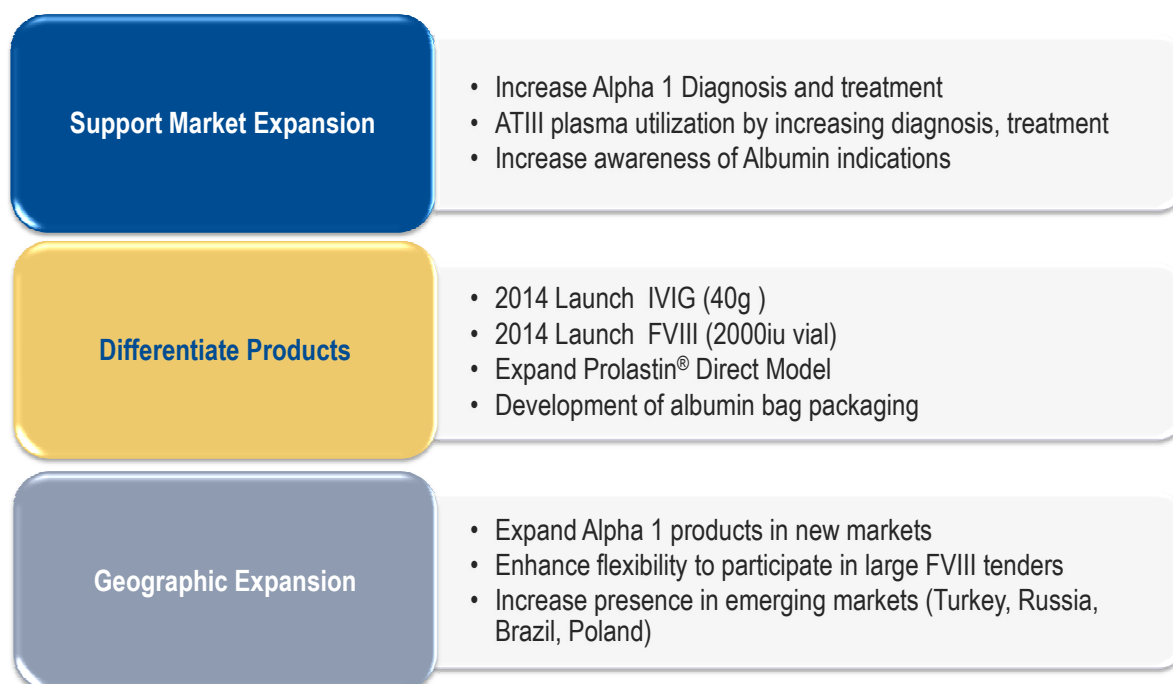 Support Market Expansion
• Increase Alpha 1 Diagnosis and treatment
• ATIII plasma utilization by increasing diagnosis, treatment
• Increase awareness of Albumin indications
Differentiate Products
• 2014 Launch IVIG (40g )
• 2014 Launch FVIII (2000iu vial)
• Expand Prolastin® Direct Model
• Development of albumin bag packaging
Geographic Expansion
• Expand Alpha 1 products in new markets
• Enhance flexibility to participate in large FVIII tenders
• Increase presence in emerging markets (Turkey, Russia,
Brazil, Poland)